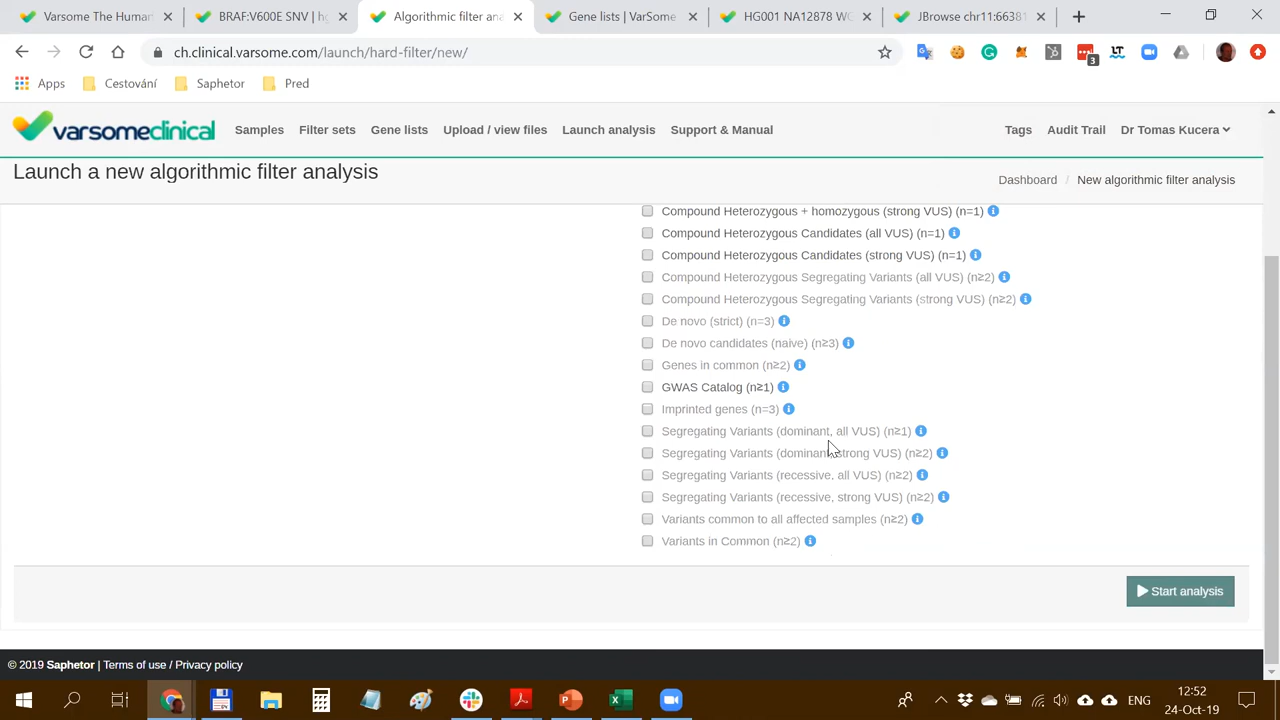 Varsome The Human
BRAF:V600E SNV | hg
Algorithmic filter ana
Gene lists | VarSome
HG001 NA12878 WG
JBrowse chr11:66381
ch.clinical.varsome.com/launch/hard-filter/new/
3
Apps
Cestování
Saphetor
Pred
varsomeclinical
Samples
Filter sets
Gene lists
Upload / view files
Launch analysis
Support & Manual
Tags
Audit Trail
Dr Tomas Kucera
Launch a new algorithmic filter analysis
Dashboard / New algorithmic filter analysis
Compound Heterozygous + homozygous (strong VUS) (n=1)
Compound Heterozygous Candidates (all VUS) (n=1)
Compound Heterozygous Candidates (strong VUS) (n=1)
Compound Heterozygous Segregating Variants (all VUS) (n≥2)
Compound Heterozygous Segregating Variants (strong VUS) (n≥2)
De novo (strict) (n=3)
De novo candidates (naive) (n≥3)
Genes in common (n≥2)
GWAS Catalog (n≥1)
Imprinted genes (n=3)
Segregating Variants (dominant, all VUS) (n≥1)
Segregating Variants (dominant, strong VUS) (n≥2)
Segregating Variants (recessive, all VUS) (n≥2)
Segregating Variants (recessive, strong VUS) (n≥2)
Variants common to all affected samples (n≥2)
Variants in Common (n≥2)
Start analysis
© 2019 Saphetor | Terms of use / Privacy policy
ENG
12:52
24-Oct-19